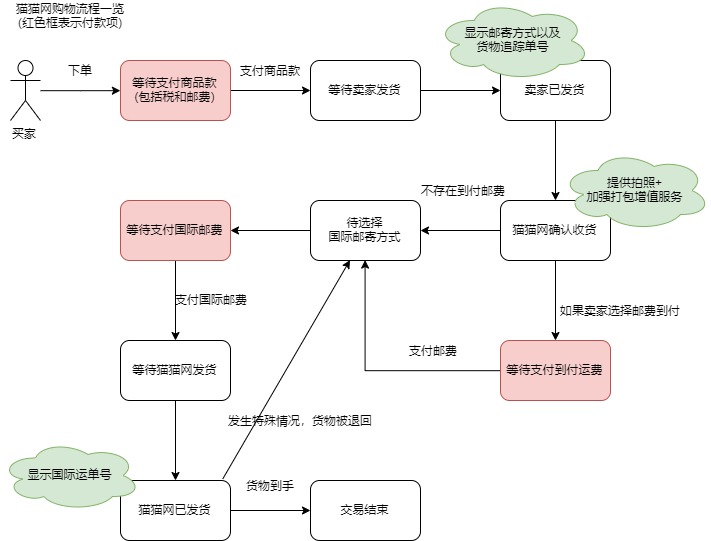 猫猫网购物流程一览
(红色框表示付款项)
显示邮寄方式以及
货物追踪单号
下单
等待支付商品款
(包括税和邮费)
支付商品款
等待卖家发货
卖家已发货
买家
提供拍照+
加强打包增值服务
不存在到付邮费
等待支付国际邮费
待选择
国际邮寄方式
猫猫网确认收货
支付国际邮费
如果卖家选择邮费到付
等待猫猫网发货
支付邮费
等待支付到付运费
发生特殊情况，货物被退回
显示国际运单号
货物到手
猫猫网已发货
交易结束